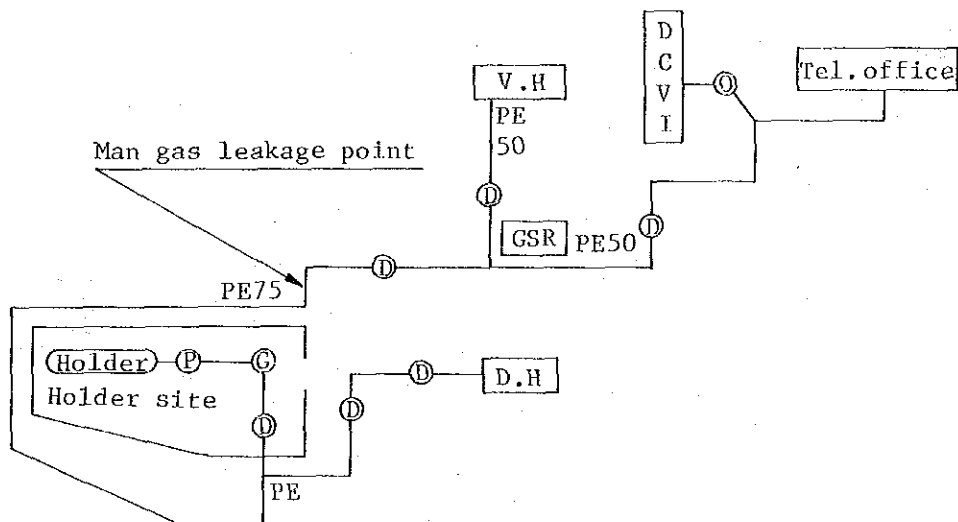 D
C
V
I
V.H
Tel.office
O
PE
50
Man gas leakage point
D
GSR
PE50
D
D
PE75
Holder
P
G
Holder site
D
D.H
D
D
PE